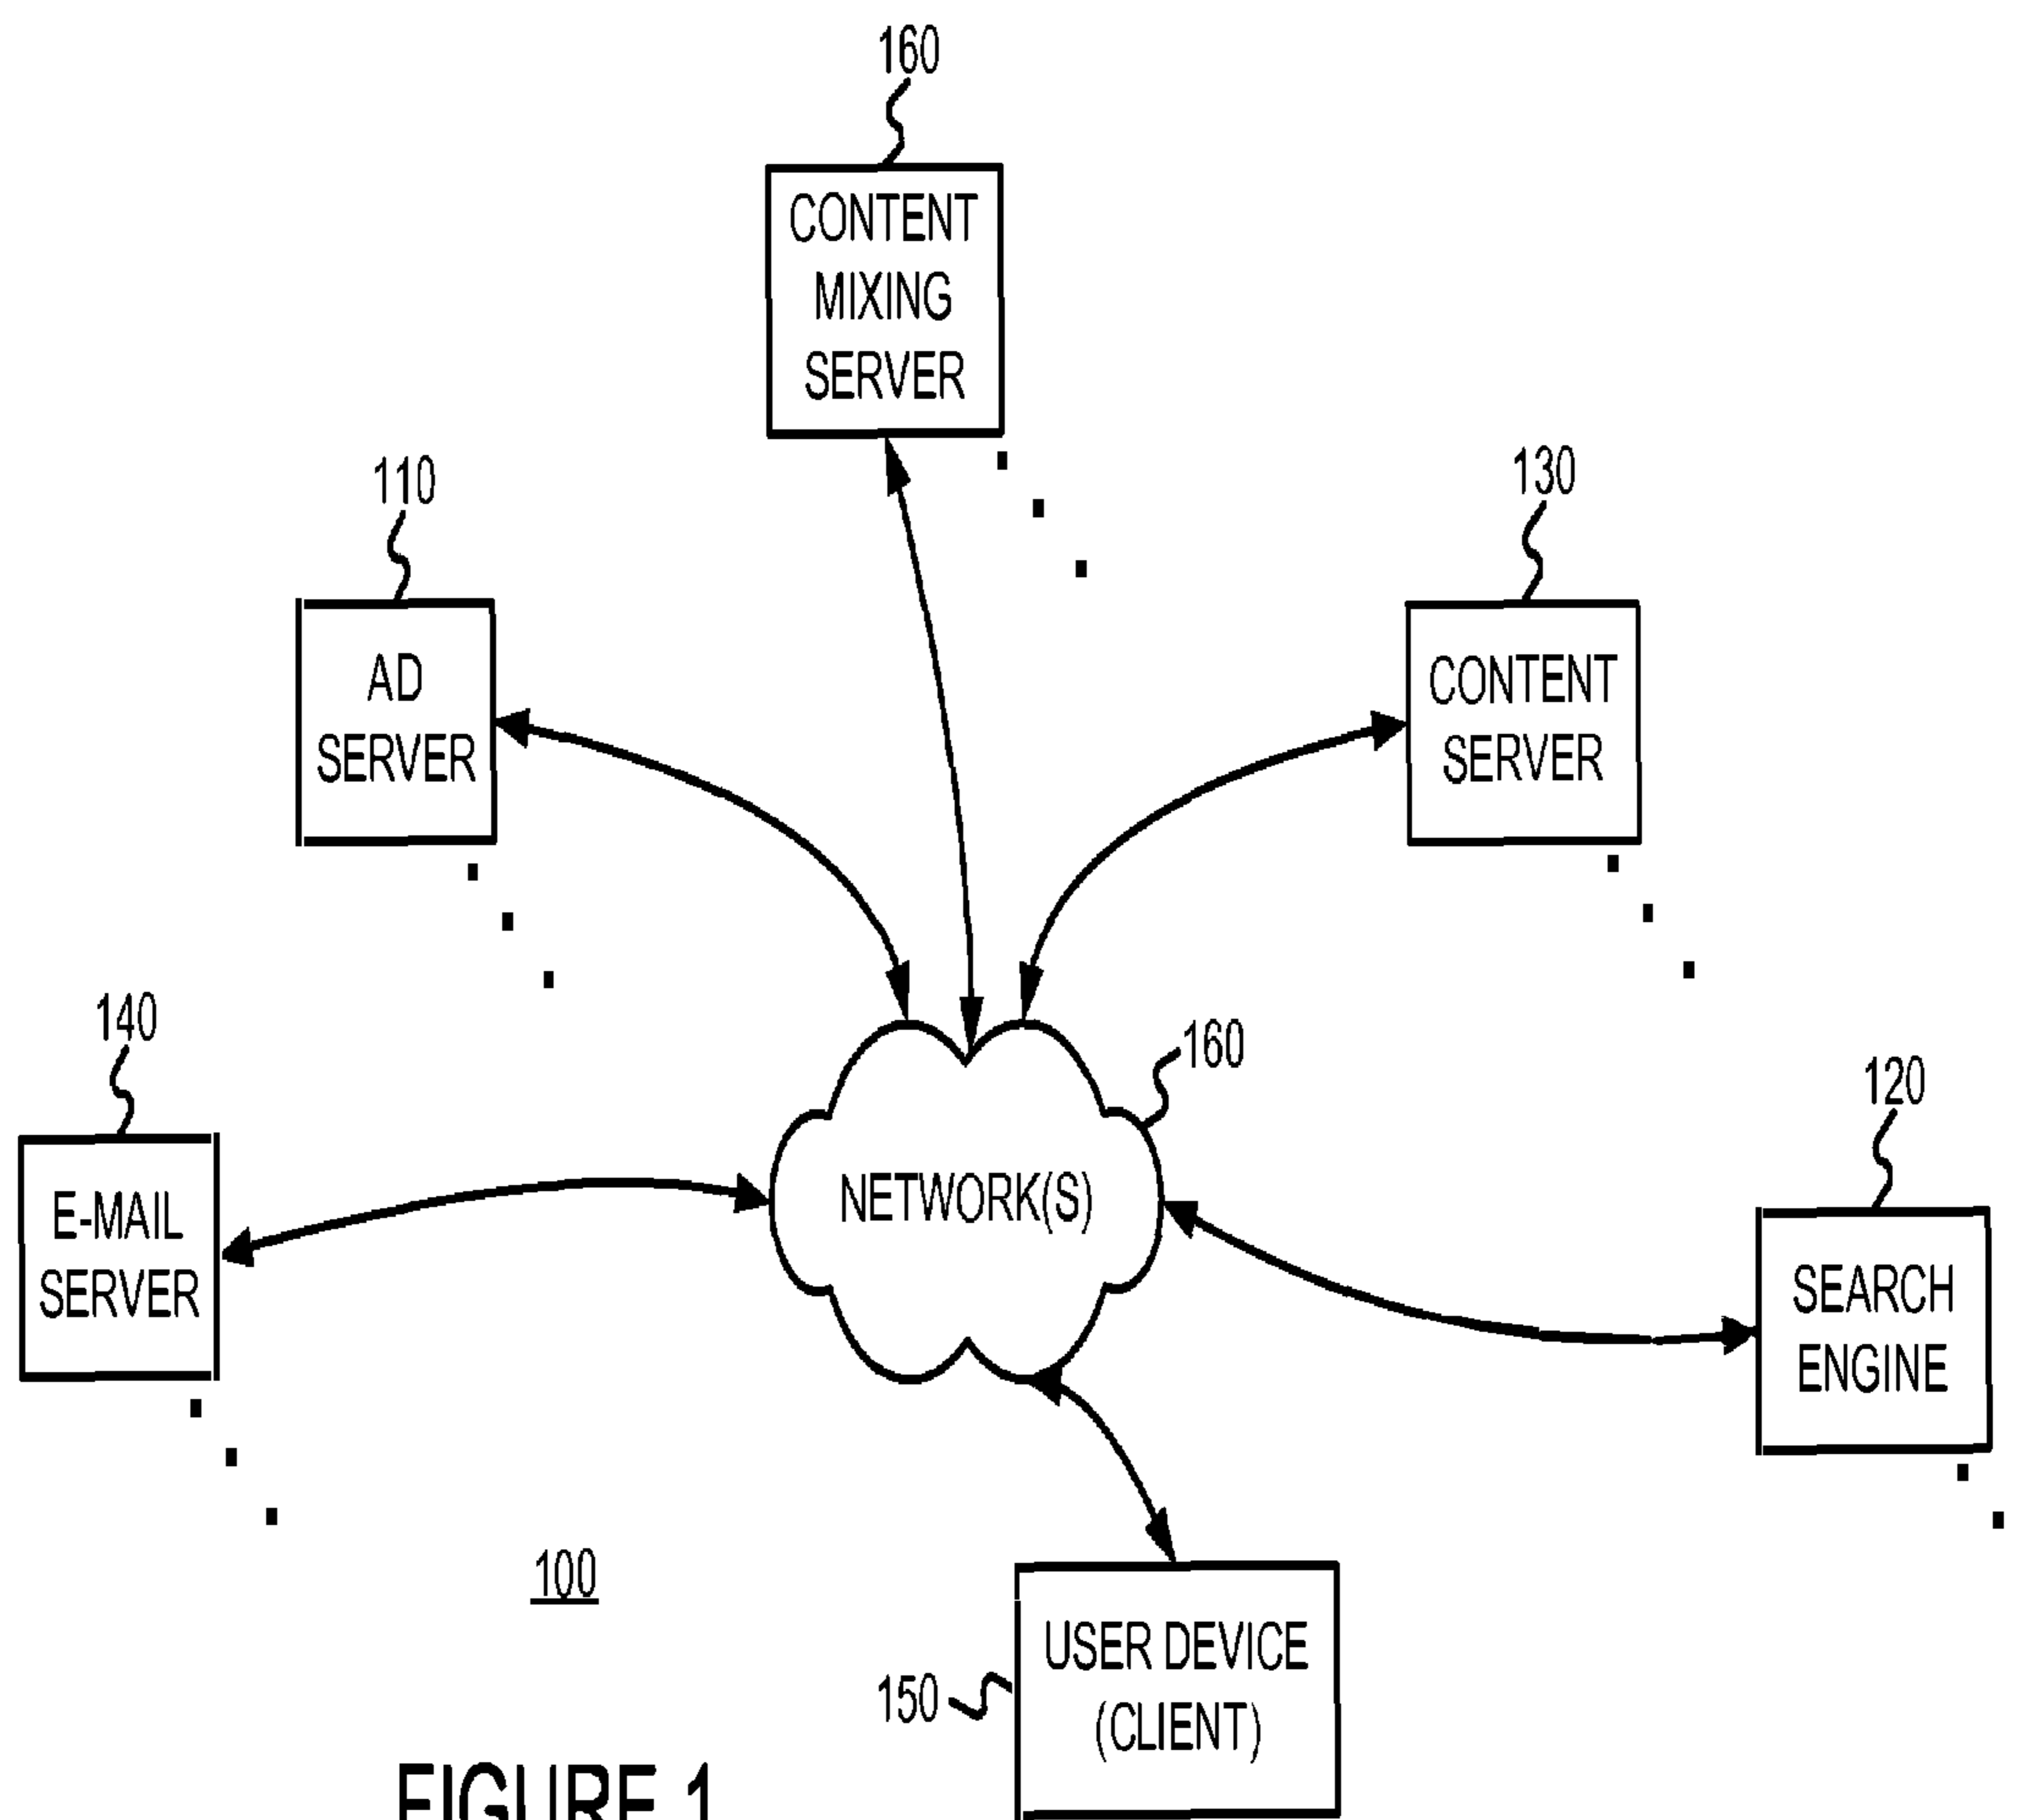 160
CONTENT
MIXING
SERVER
110
AD
SERVER
130
CONTENT
SERVER
140
E-MAIL
SERVER
160
NETWORK(S)
120
SEARCH
ENGINE
100
150
USER DEVICE
(CLIENT)
FIGURE 1